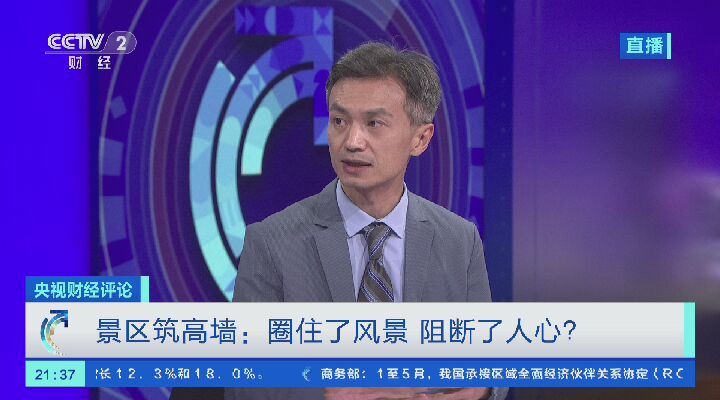 CCTV 2
财经
直播
央视财经评论
景区筑高墙：圈住了风景 阻断了人心？
21:37 长12．3%和18．0%。 商务部：1至5月，我国承接区域全面经济伙伴关系协定（RC